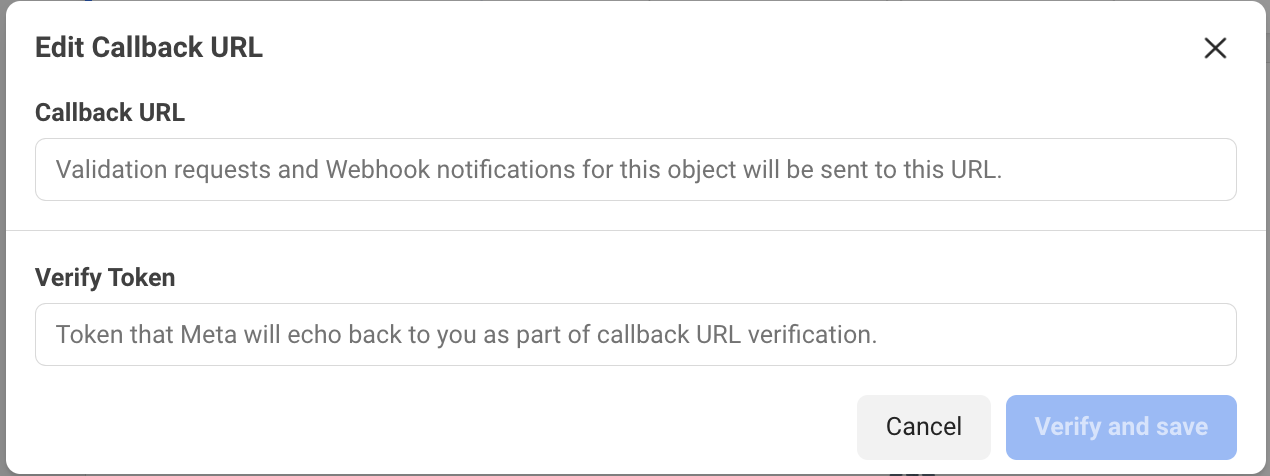 Edit Callback URL
Callback URL
Validation requests and Webhook notifications for this object will be sent to this URL.
Verify Token
Token that Meta will echo back to you as part of callback URL verification.
Cancel
Verify and save